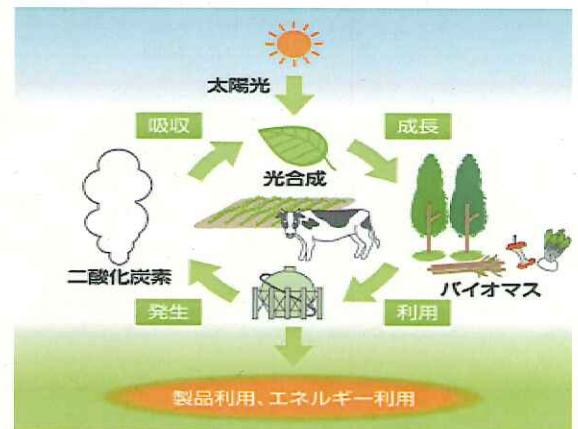 太陽光
吸収
成長
光合成
二酸化炭素
バイオマス
発生
利用
製品利用、エネルギー利用